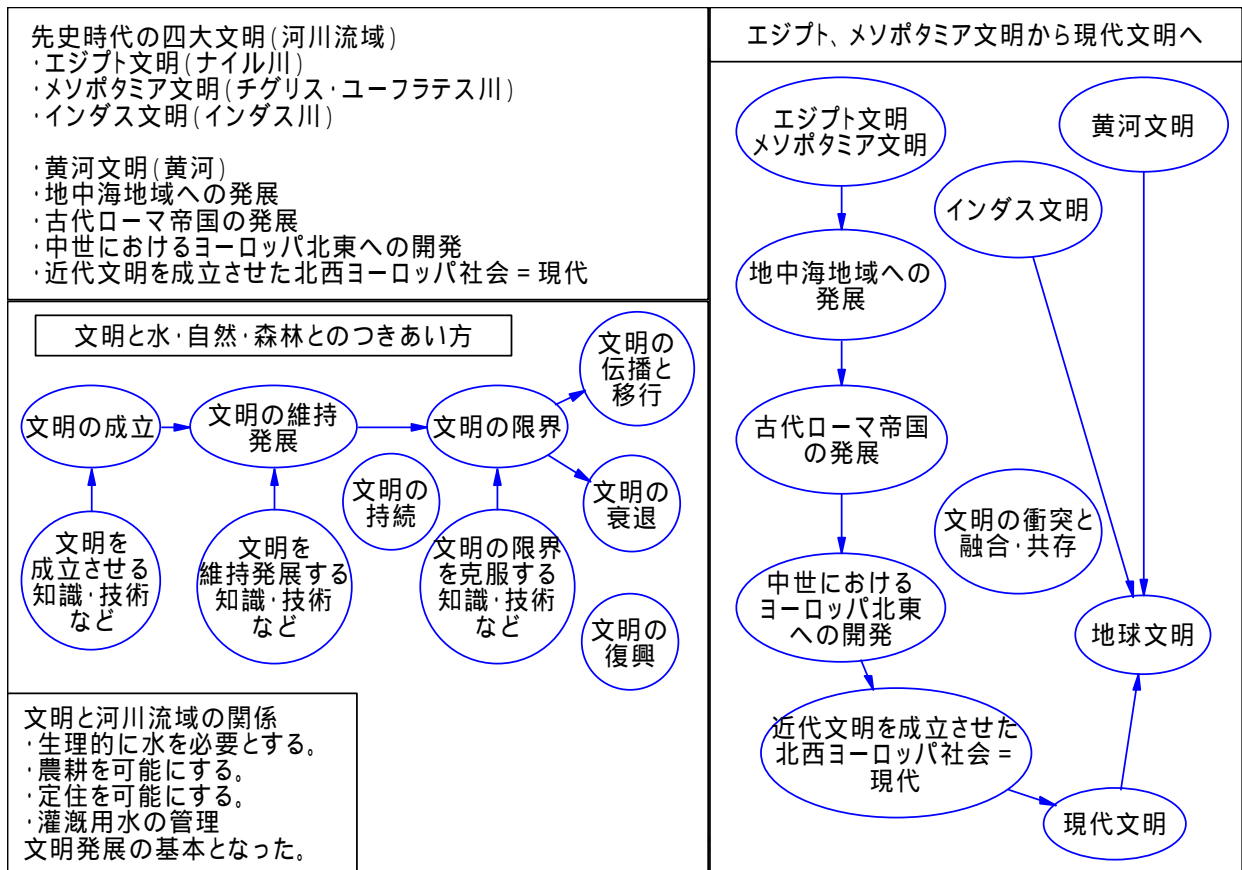 先史時代の四大文明(河川流域)
・エジプト文明(ナイル川)
・メソポタミア文明(チグリス・ユーフラテス川)
・インダス文明(インダス川)
・黄河文明(黄河)
・地中海地域への発展
・古代ローマ帝国の発展
・中世におけるヨーロッパ北東への開発
・近代文明を成立させた北西ヨーロッパ社会=現代
文明と水・自然・森林とのつきあい方
文明の成立
文明の維持
発展
文明の限界
文明の
伝播と
移行
文明の
持続
文明の
衰退
文明を
成立させる
知識・技術
など
文明を
維持発展する
知識・技術
など
文明の限界
を克服する
知識・技術
など
文明の
復興
文明と河川流域の関係
・生理的に水を必要とする。
・農耕を可能にする。
・定住を可能にする。
・灌漑用水の管理
文明発展の基本となった。
エジプト、メソポタミア文明から現代文明へ
エジプト文明
メソポタミア文明
黄河文明
インダス文明
地中海地域への
発展
古代ローマ帝国
の発展
文明の衝突と
融合・共存
中世における
ヨーロッパ北東
への開発
地球文明
近代文明を成立させた
北西ヨーロッパ社会=
現代
現代文明